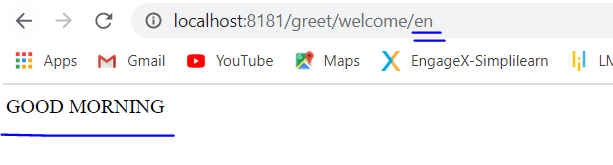 localhost:8181/greet/welcome/en
Apps Gmail YouTube Maps EngageX-Simplilearn LM
GOOD MORNING